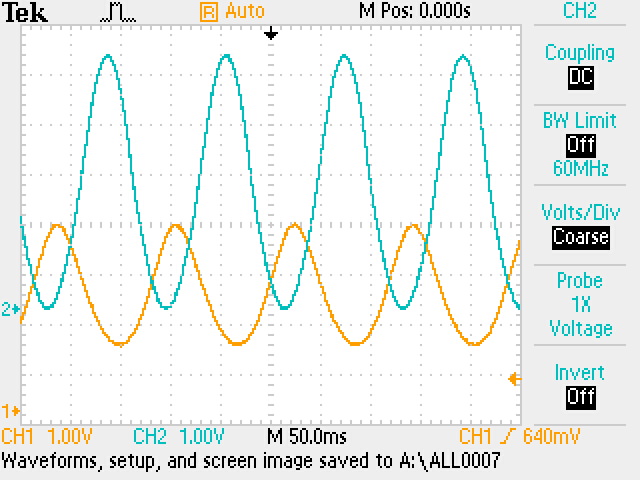 Tek R Auto M Pos: 0.000s CH2
Coupling
DC
BW Limit
Off
60MHz
Volts/Div
Coarse
Probe
1X
Voltage
Invert
Off
2
1
CH1 1.00V CH2 1.00V M 50.0ms CH1 640mV
Waveforms, setup, and screen image saved to A:\ALL0007